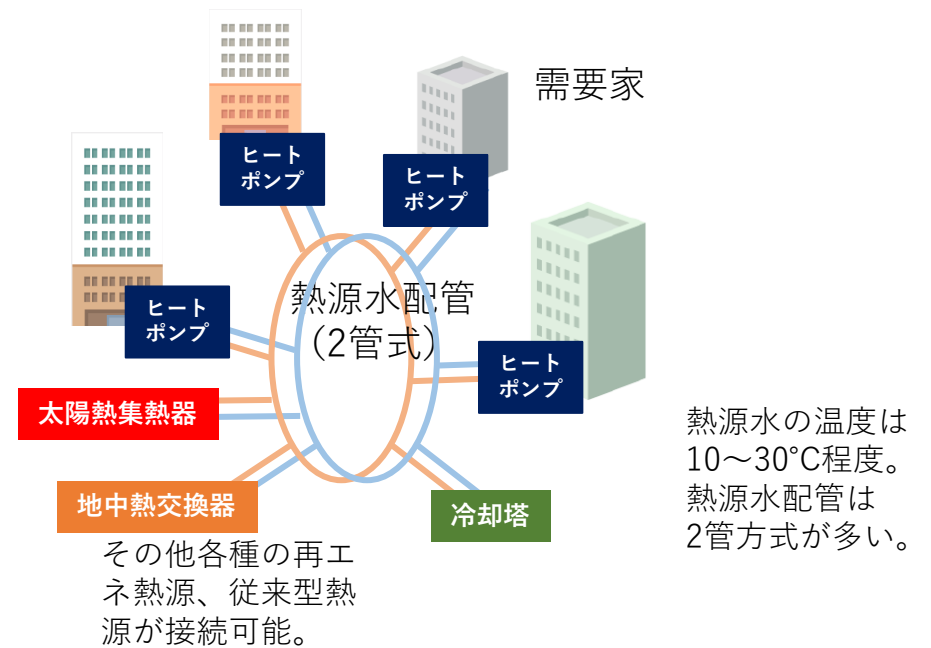 需要家
ヒート
ポンプ
ヒート
ポンプ
熱源水配管
（2管式）
ヒート
ポンプ
ヒート
ポンプ
太陽熱集熱器
地中熱交換器
冷却塔
その他各種の再エ
ネ熱源、従来型熱
源が接続可能。
熱源水の温度は
10～30°C程度。
熱源水配管は
2管方式が多い。